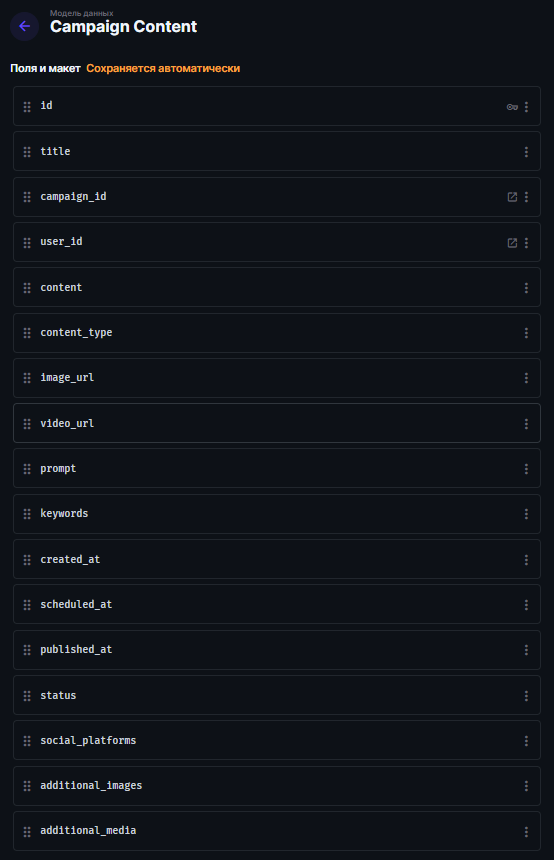 Модель данных
Campaign Content
Поля и макет Сохраняется автоматически
id
title
campaign_id
user_id
content
content_type
image_url
video_url
prompt
keywords
created_at
scheduled_at
published_at
status
social_platforms
additional_images
additional_media